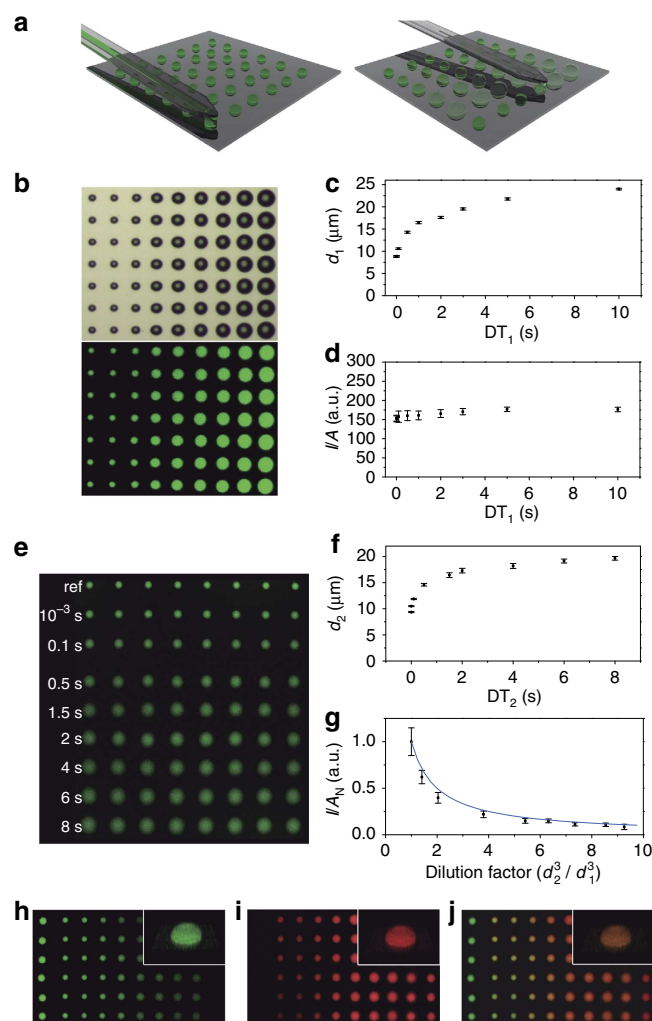 a
b
c
25
20
15
10
5
0
d₁ (µm)
0 2 4 6 8 10
DT₁ (s)
d
300
250
200
150
100
50
0
I/A (a.u.)
0 2 4 6 8 10
DT₁ (s)
e
ref
10⁻³ s
0.1 s
0.5 s
1.5 s
2 s
4 s
6 s
8 s
f
20
15
10
5
0
d₂ (µm)
0 2 4 6 8
DT₂ (s)
g
1.0
0.5
0.0
I/A_N (a.u.)
0 2 4 6 8 10
Dilution factor (d₂³ / d₁³)
h
i
j